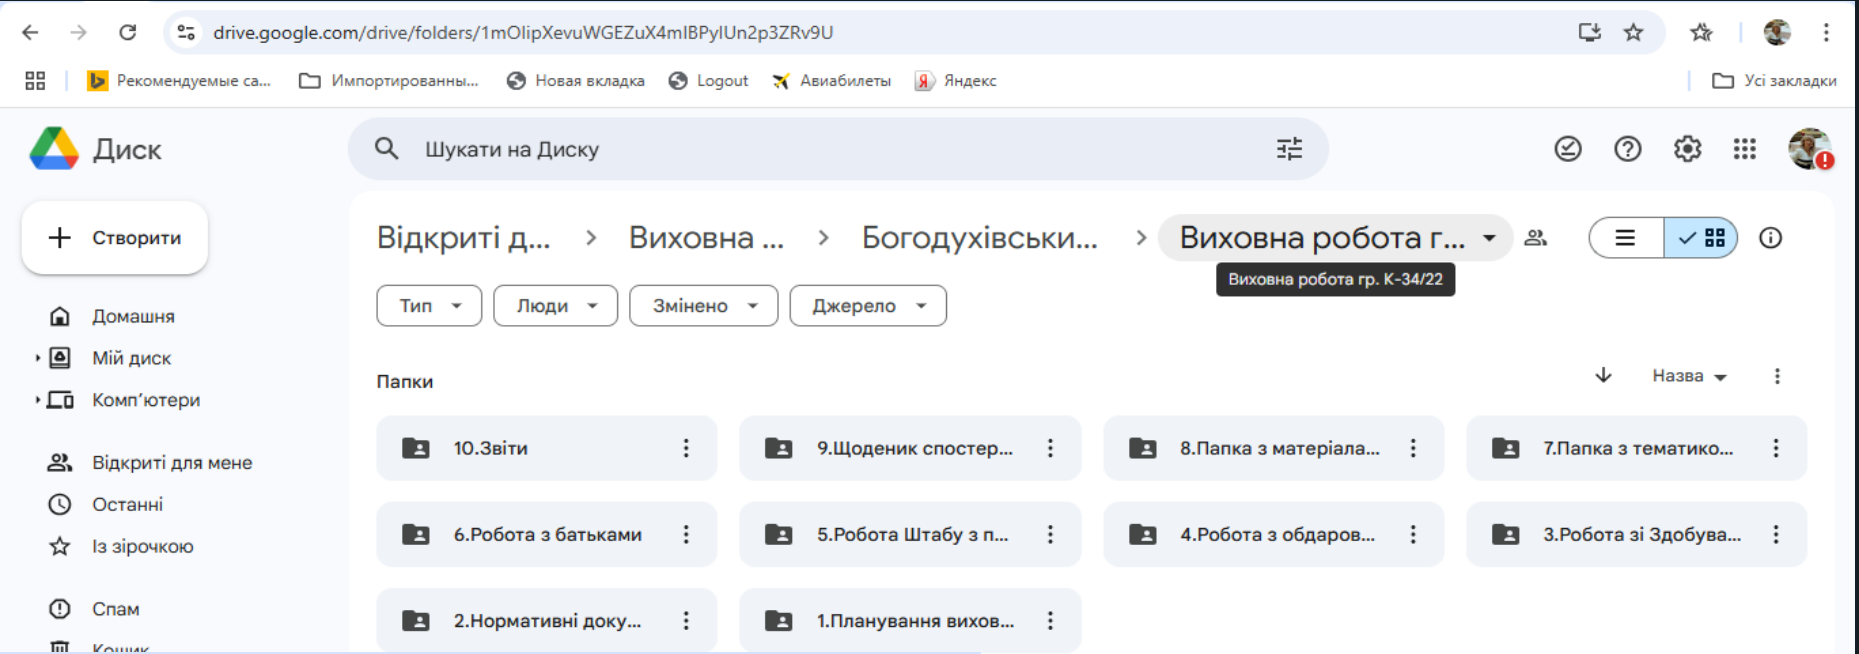 drive.google.com/drive/folders/1mOlipXevuWGEZuX4mIBPyIUn2p3ZRv9U
Рекомендуемые са...
Импортированны...
Новая вкладка
Logout
Авиабилеты
Яндекс
Усі закладки
Диск
Шукати на Диску
Створити
Відкриті д... > Виховна ... > Богодухівськи... > Виховна робота г...
Виховна робота гр. К-34/22
Тип
Люди
Змінено
Джерело
Домашня
Мій диск
Комп'ютери
Відкриті для мене
Останні
Із зірочкою
Спам
Кошик
Папки
Назва
10.Звіти
9.Щоденик спостер...
8.Папка з матеріала...
7.Папка з тематико...
6.Робота з батьками
5.Робота Штабу з п...
4.Робота з обдаров...
3.Робота зі Здобува...
2.Нормативні доку...
1.Планування вихов...